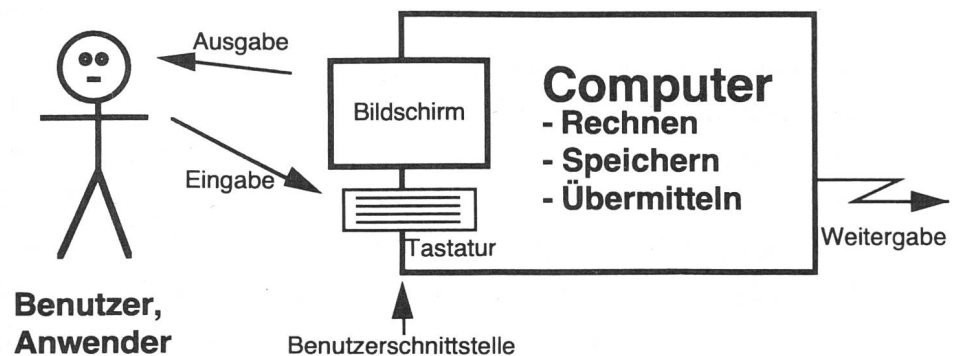 Ausgabe
Bildschirm
Computer
- Rechnen
- Speichern
- Übermitteln
Eingabe
Tastatur
Weitergabe
Benutzer,
Anwender
Benutzerschnittstelle